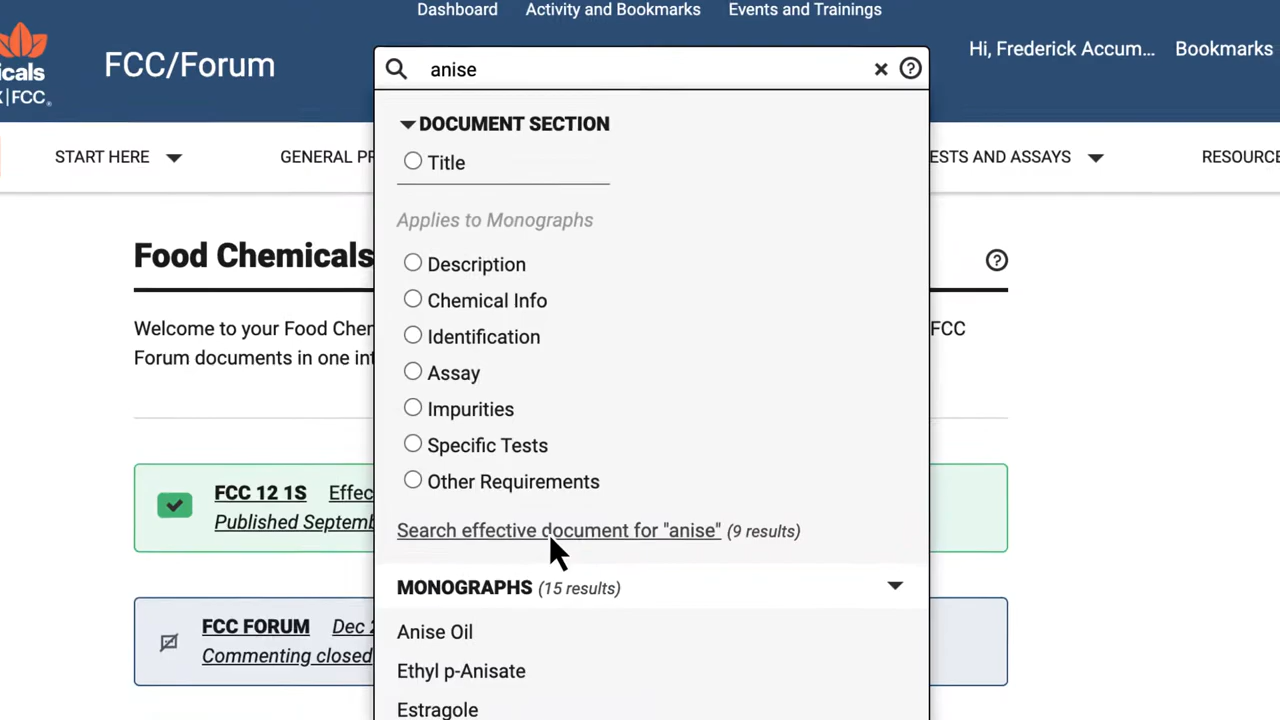 Dashboard Activity and Bookmarks Events and Trainings
Hi, Frederick Accum... Bookmarks
icals
X|FCC®
FCC/Forum
anise
START HERE
GENERAL PR
ESTS AND ASSAYS
RESOURCE
DOCUMENT SECTION
Title
Applies to Monographs
Description
Chemical Info
Identification
Assay
Impurities
Specific Tests
Other Requirements
Search effective document for "anise" (9 results)
MONOGRAPHS (15 results)
Anise Oil
Ethyl p-Anisate
Estragole
Food Chemicals
Welcome to your Food Cher
FCC
Forum documents in one int
FCC 12 1S Effec
Published Septemb
FCC FORUM Dec 2
Commenting closed